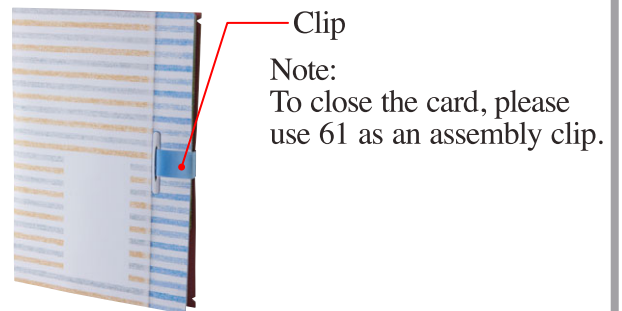 Clip
Note:
To close the card, please
use 61 as an assembly clip.